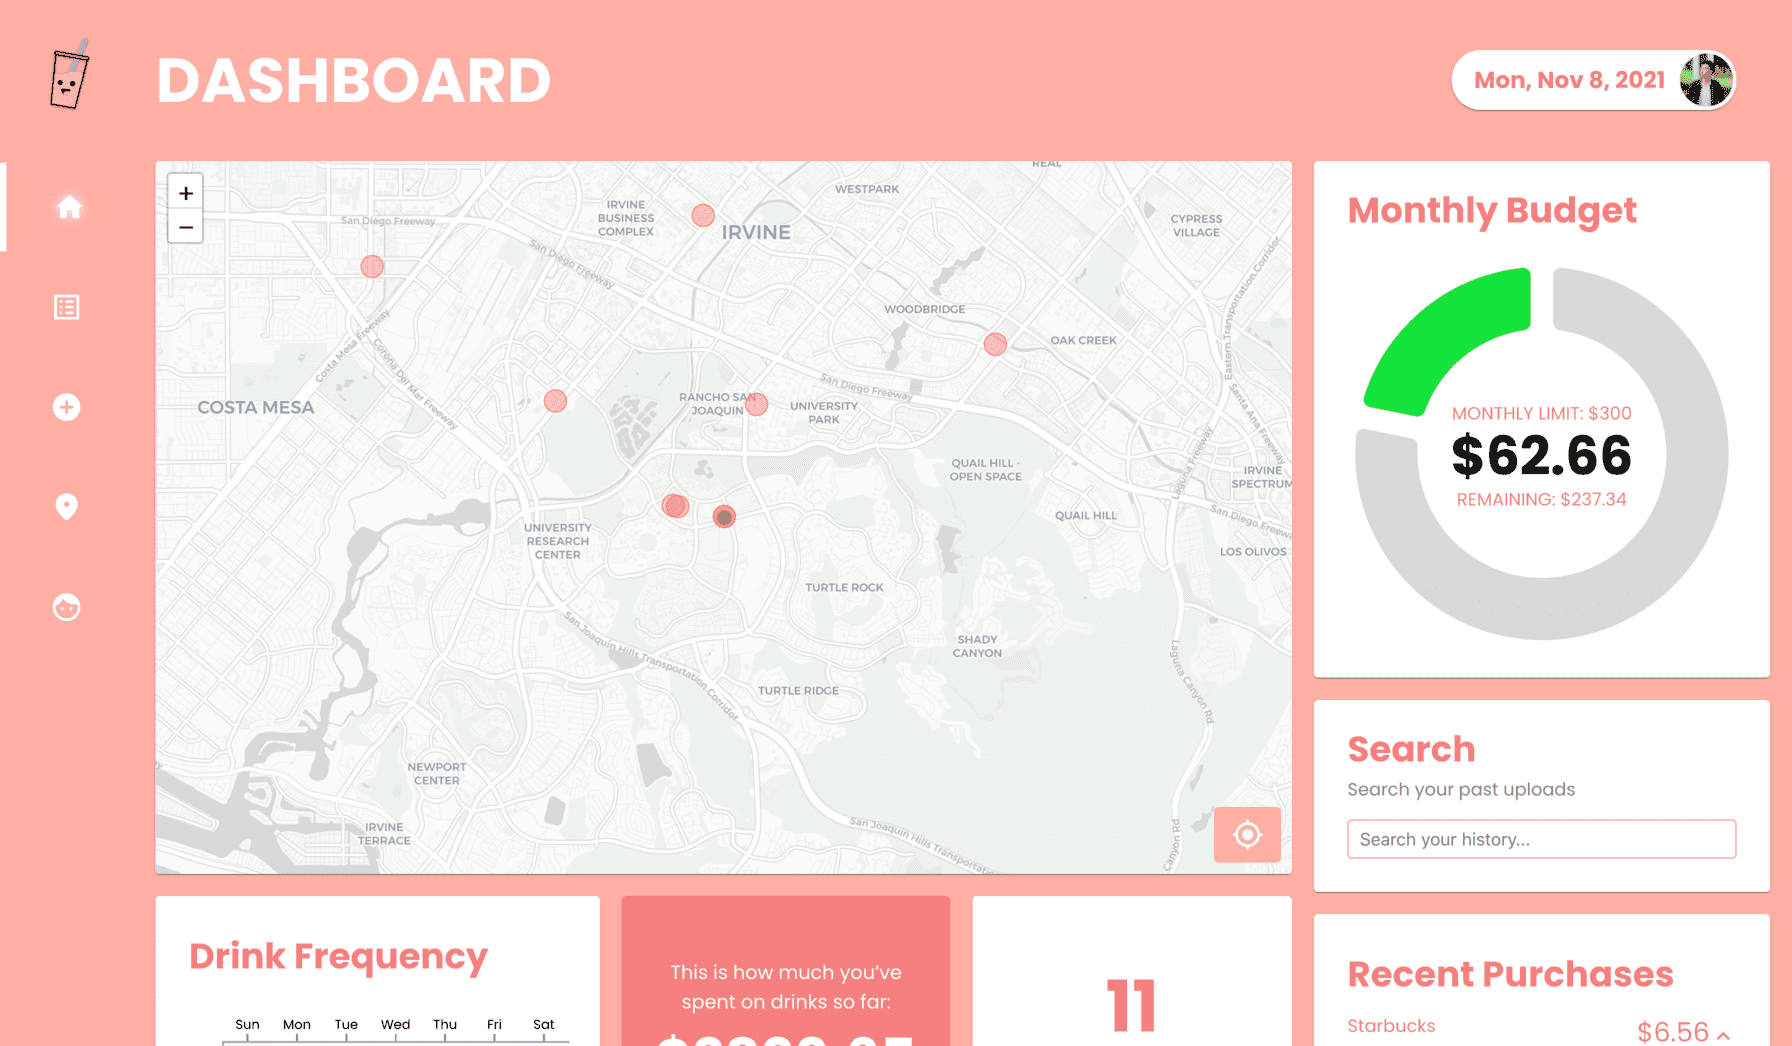 DASHBOARD
Mon, Nov 8, 2021
+
−
REAL
WESTPARK
IRVINE
BUSINESS
COMPLEX
IRVINE
CYPRESS
VILLAGE
San Diego Freeway
San Diego Freeway
Eastern Transportation Corridor
WOODBRIDGE
OAK CREEK
Costa Mesa Freeway
Corona Del Mar Freeway
COSTA MESA
RANCHO SAN
JOAQUIN
San Diego Freeway
UNIVERSITY
PARK
Santa Ana Freeway
Laguna Freeway
QUAIL HILL -
OPEN SPACE
IRVINE
SPECTRUM
QUAIL HILL
San Diego Freeway
UNIVERSITY
RESEARCH
CENTER
LOS OLIVOS
TURTLE ROCK
San Joaquin Hills Transportation Corridor
SHADY
CANYON
Laguna Canyon Rd
TURTLE RIDGE
NEWPORT
CENTER
IRVINE
TERRACE
San Joaquin Hills Transportation
Canyon Rd
Monthly Budget
MONTHLY LIMIT: $300
$62.66
REMAINING: $237.34
Search
Search your past uploads
Search your history...
Drink Frequency
Sun Mon Tue Wed Thu Fri Sat
This is how much you've
spent on drinks so far:
11
Recent Purchases
Starbucks
$6.56